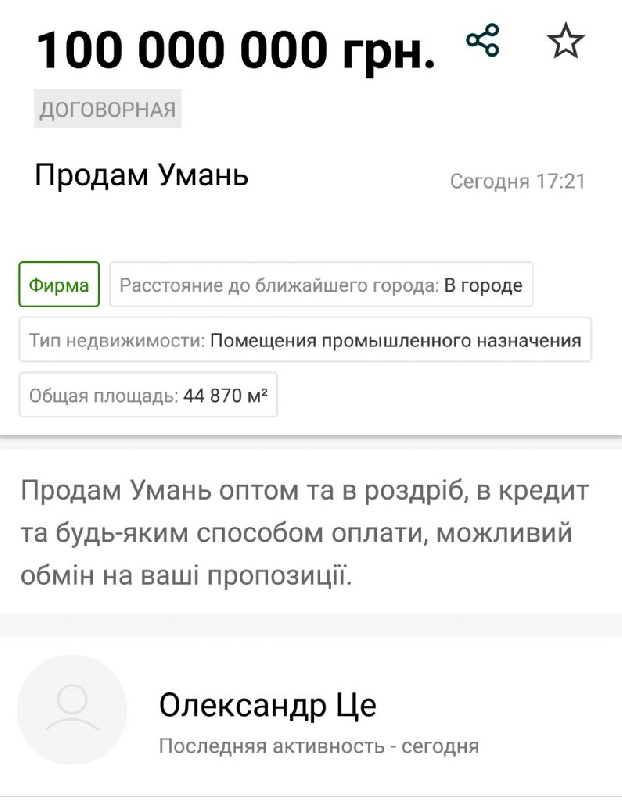 100 000 000 грн.
ДОГОВОРНАЯ
Продам Умань
Сегодня 17:21
Фирма
Расстояние до ближайшего города: В городе
Тип недвижимости: Помещения промышленного назначения
Общая площадь: 44 870 м²
Продам Умань оптом та в роздріб, в кредит
та будь-яким способом оплати, можливий
обмін на ваші пропозиції.
Олександр Це
Последняя активность - сегодня